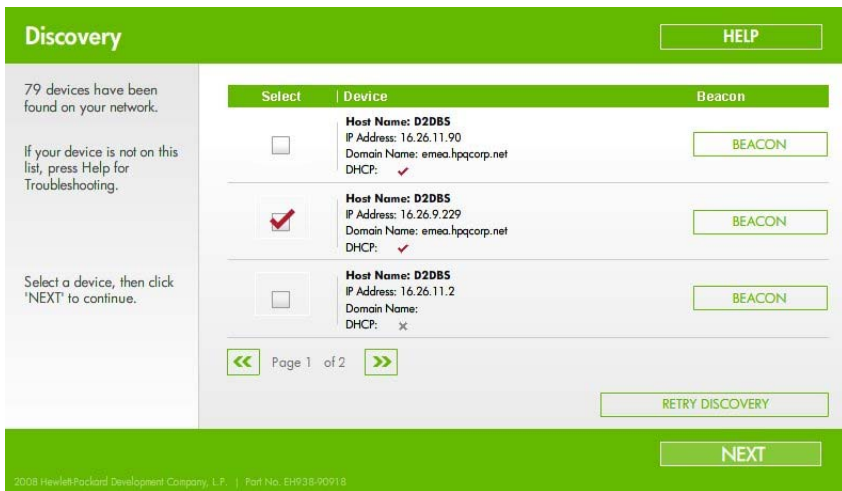 Discovery
HELP
79 devices have been
found on your network.
If your device is not on this
list, press Help for
Troubleshooting.
Select a device, then click
'NEXT' to continue.
Select | Device Beacon
Host Name: D2DBS
IP Address: 16.26.11.90
Domain Name: emea.hpqcorp.net
DHCP:
BEACON
Host Name: D2DBS
IP Address: 16.26.9.229
Domain Name: emea.hpqcorp.net
DHCP:
BEACON
Host Name: D2DBS
IP Address: 16.26.11.2
Domain Name:
DHCP:
BEACON
Page 1 of 2
RETRY DISCOVERY
NEXT
2008 Hewlett-Packard Development Company, L.P. | Part No. EH938-90918